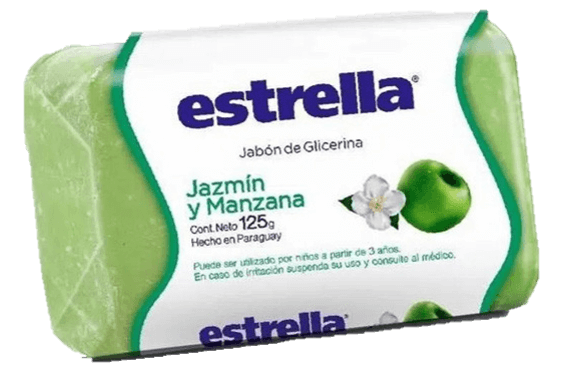 estrella®
Jabón de Glicerina
Jazmín
y Manzana
Cont. Neto 125g
Hecho en Paraguay
Puede ser utilizado por niños a partir de 3 años.
En caso de irritación suspenda su uso y consulte al médico.
estrella